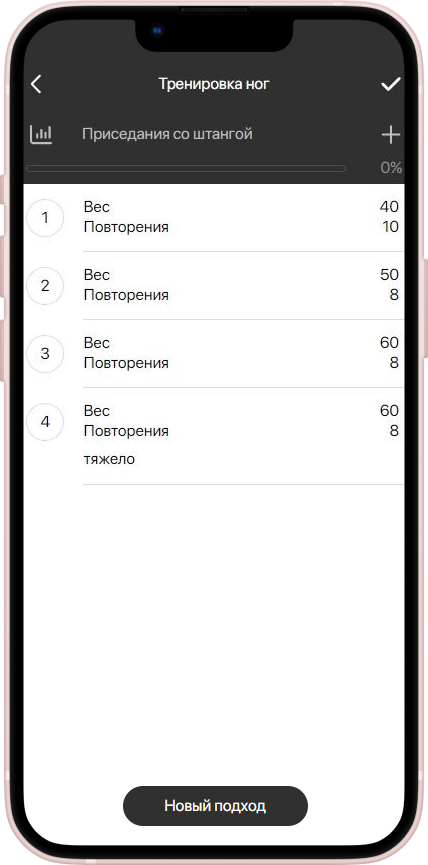 Тренировка ног
Приседания со штангой
0%
1 Вес 40
Повторения 10
2 Вес 50
Повторения 8
3 Вес 60
Повторения 8
4 Вес 60
Повторения 8
тяжело
Новый подход